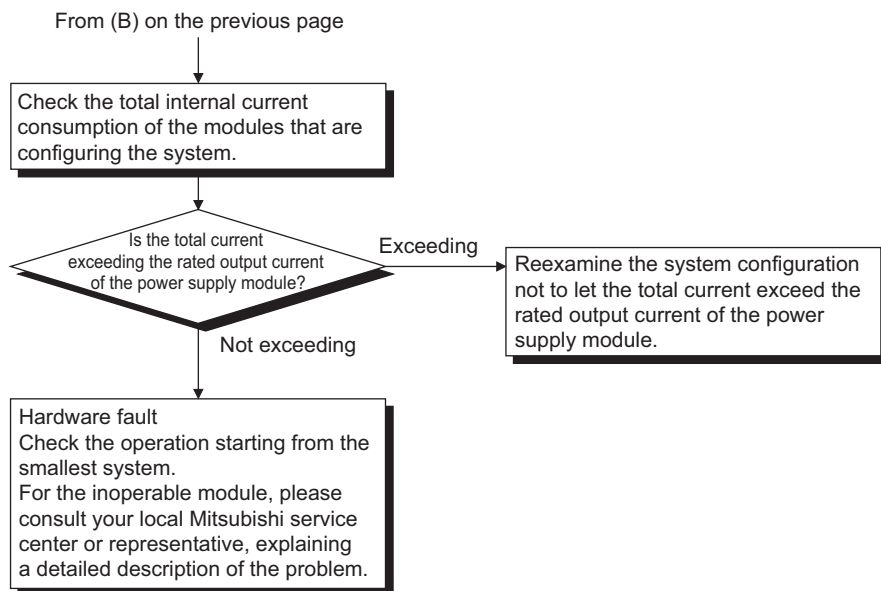 From (B) on the previous page
Check the total internal current
consumption of the modules that are
configuring the system.
Is the total current
exceeding the rated output current
of the power supply module?
Exceeding
Reexamine the system configuration
not to let the total current exceed the
rated output current of the power
supply module.
Not exceeding
Hardware fault
Check the operation starting from the
smallest system.
For the inoperable module, please
consult your local Mitsubishi service
center or representative, explaining
a detailed description of the problem.